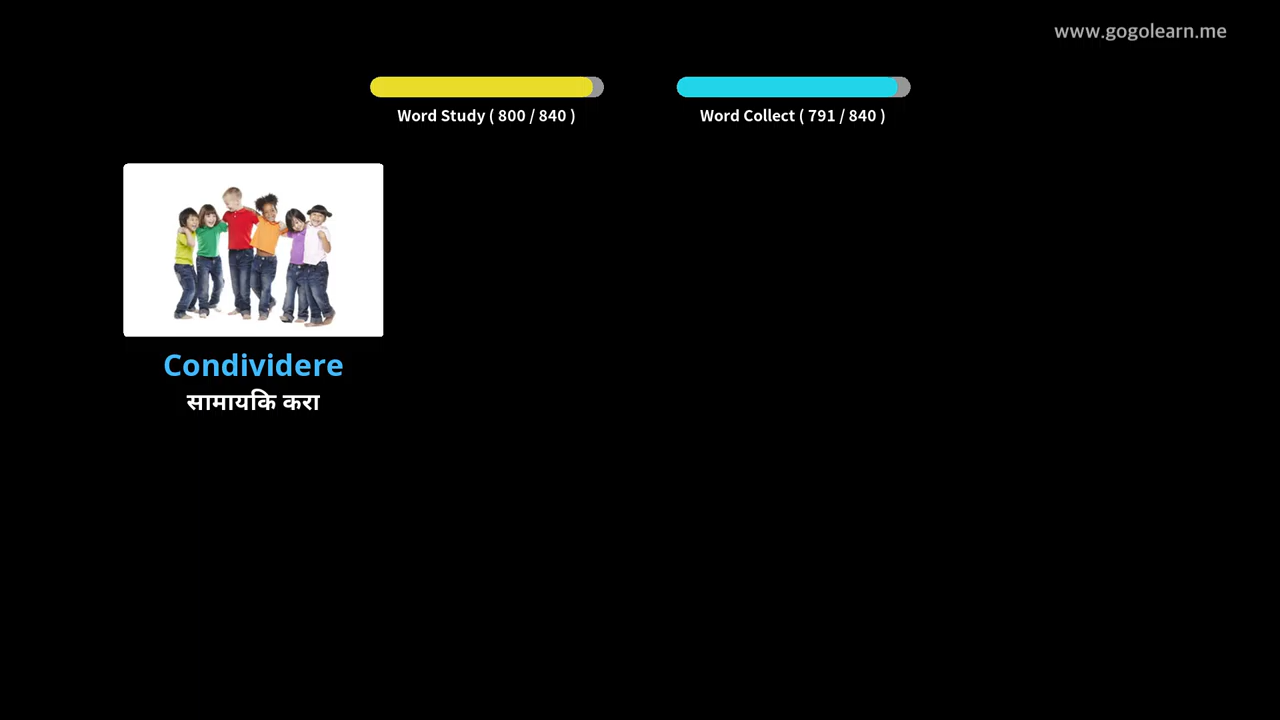 www.gogolearn.me
Word Study ( 800 / 840 )
Word Collect ( 791 / 840 )
Condividere
सामायकि करा